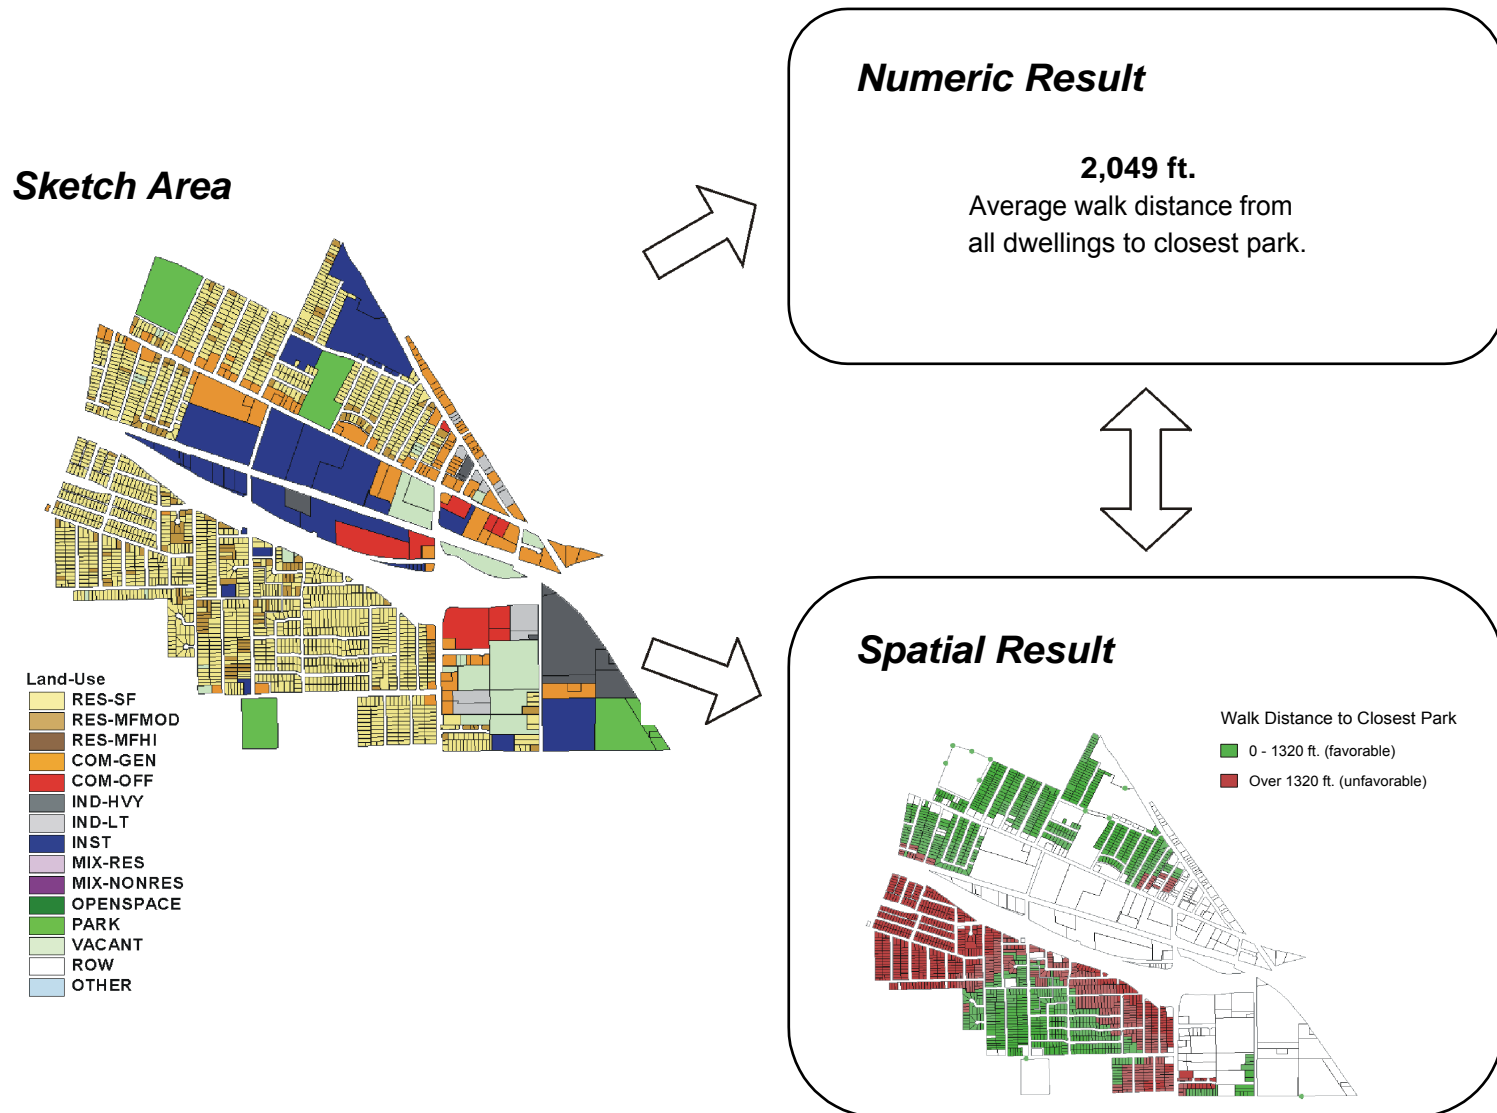 Sketch Area
Land-Use
RES-SF
RES-MFMOD
RES-MFHI
COM-GEN
COM-OFF
IND-HVY
IND-LT
INST
MIX-RES
MIX-NONRES
OPENSPACE
PARK
VACANT
ROW
OTHER
Numeric Result
2,049 ft.
Average walk distance from
all dwellings to closest park.
Spatial Result
Walk Distance to Closest Park
0 - 1320 ft. (favorable)
Over 1320 ft. (unfavorable)